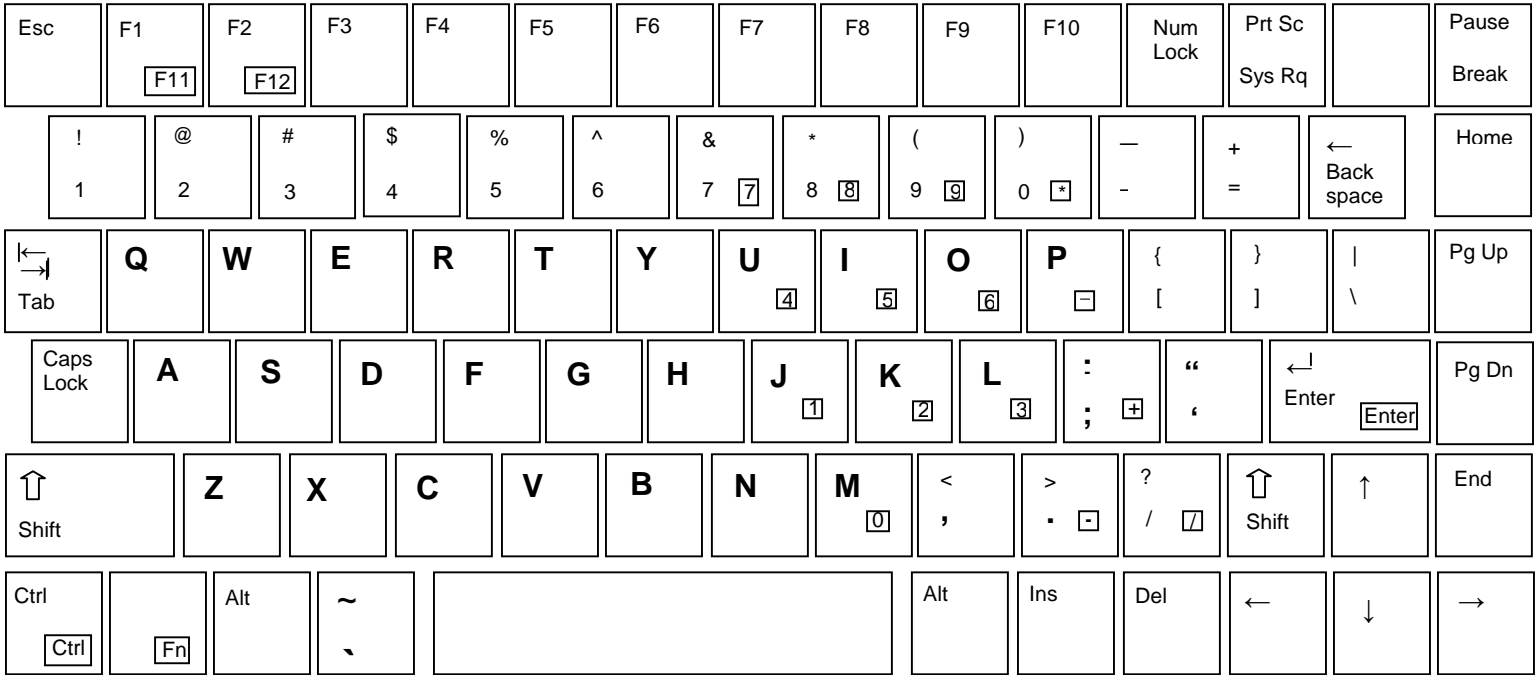 Esc F1 F2 F3 F4 F5 F6 F7 F8 F9 F10 Num Lock Prt Sc Pause
F11 F12 Sys Rq Break
! @ # $ % ^ & * ( ) — + ← Back space Home
1 2 3 4 5 6 7 7 8 8 9 9 0 * - =
Tab Q W E R T Y U I O P { } | Pg Up
4 5 6 – [ ] \
Caps Lock A S D F G H J K L : “ ↵ Enter Pg Dn
1 2 3 ; + ‘ Enter
⇧ Shift Z X C V B N M < > ? ⇧ Shift ↑ End
0 , . - / /
Ctrl Alt ~ Alt Ins Del ← ↓ →
Ctrl Fn `